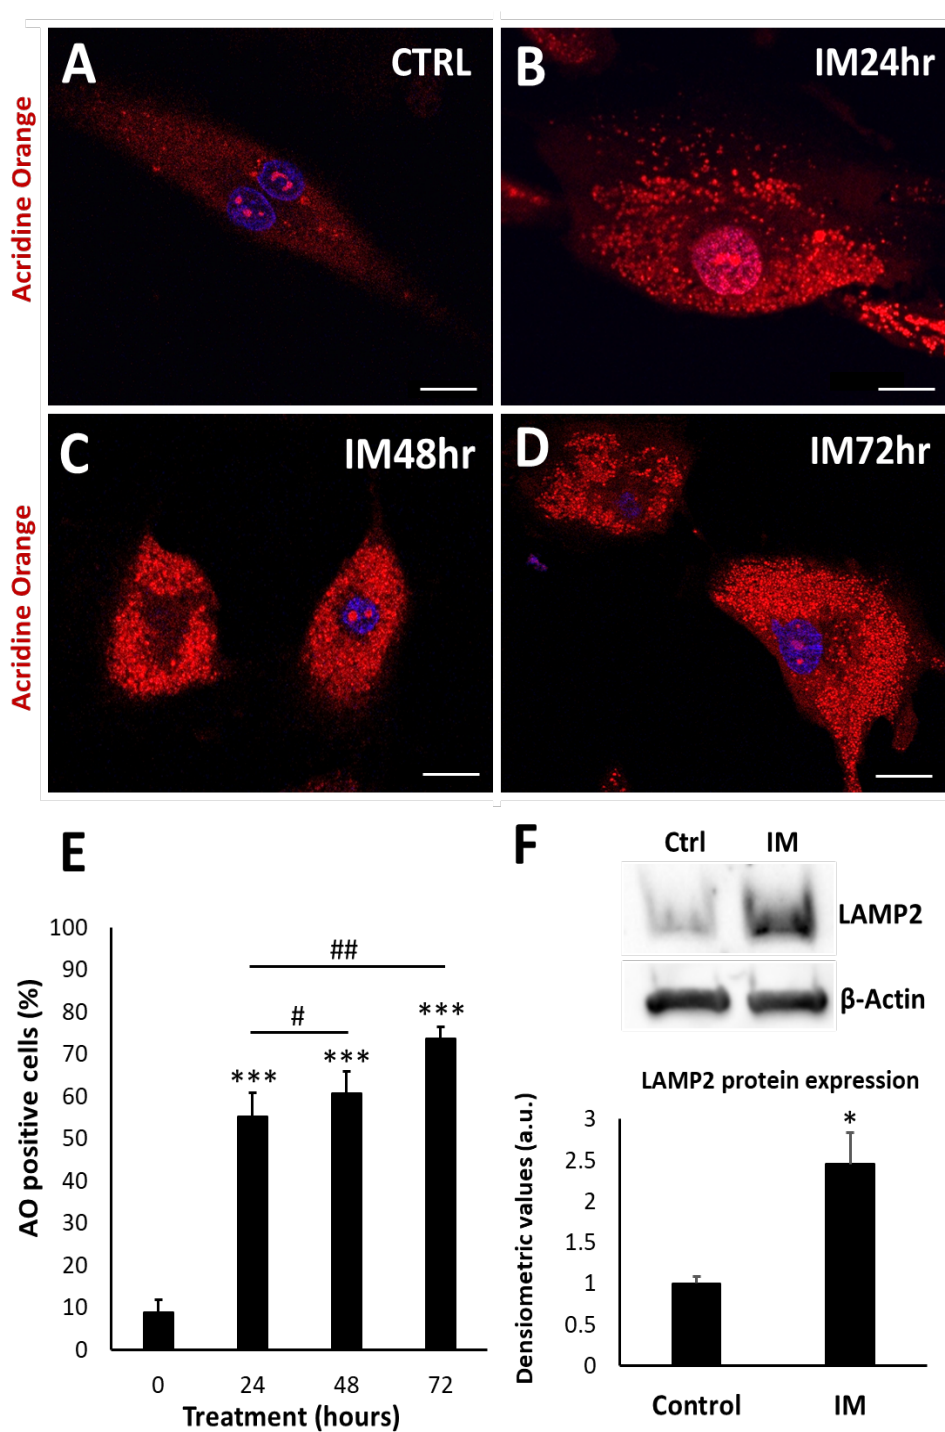 A
CTRL
B
IM24hr
Acridine Orange
C
IM48hr
D
IM72hr
Acridine Orange
E
AO positive cells (%)
100
90
80
70
60
50
40
30
20
10
0
##
#
***
***
***
0 24 48 72
Treatment (hours)
F
Ctrl IM
LAMP2
β-Actin
LAMP2 protein expression
Densiometric values (a.u.)
3
2.5
2
1.5
1
0.5
0
*
Control IM